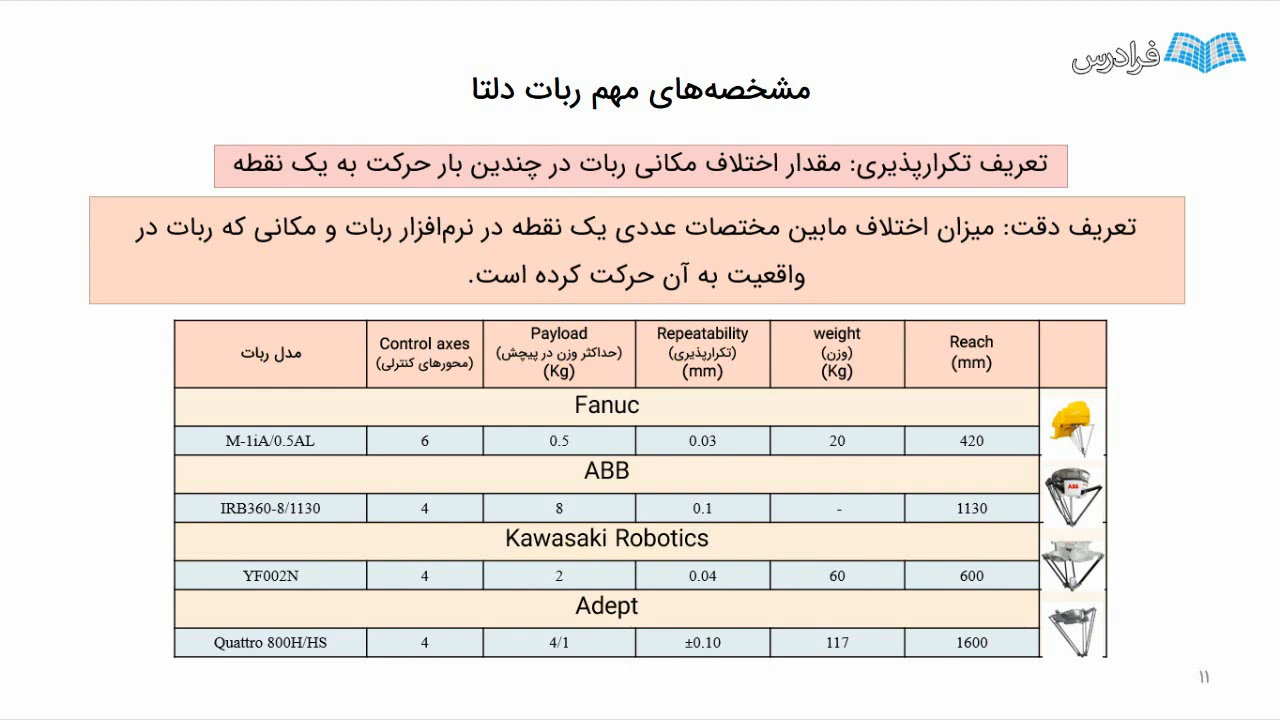 فرادرس
مشخصه‌های مهم ربات دلتا
تعریف تکرارپذیری: مقدار اختلاف مکانی ربات در چندین بار حرکت به یک نقطه
تعریف دقت: میزان اختلاف مابین مختصات عددی یک نقطه در نرم‌افزار ربات و مکانی که ربات در
واقعیت به آن حرکت کرده است.
مدل ربات
Control axes
(محورهای کنترلی)
Payload
(حداکثر وزن در پیچش)
(Kg)
Repeatability
(تکرارپذیری)
(mm)
weight
(وزن)
(Kg)
Reach
(mm)
Fanuc
M-1iA/0.5AL 6 0.5 0.03 20 420
ABB
IRB360-8/1130 4 8 0.1 - 1130
ABB
Kawasaki Robotics
YF002N 4 2 0.04 60 600
Adept
Quattro 800H/HS 4 4/1 ±0.10 117 1600
۱۱